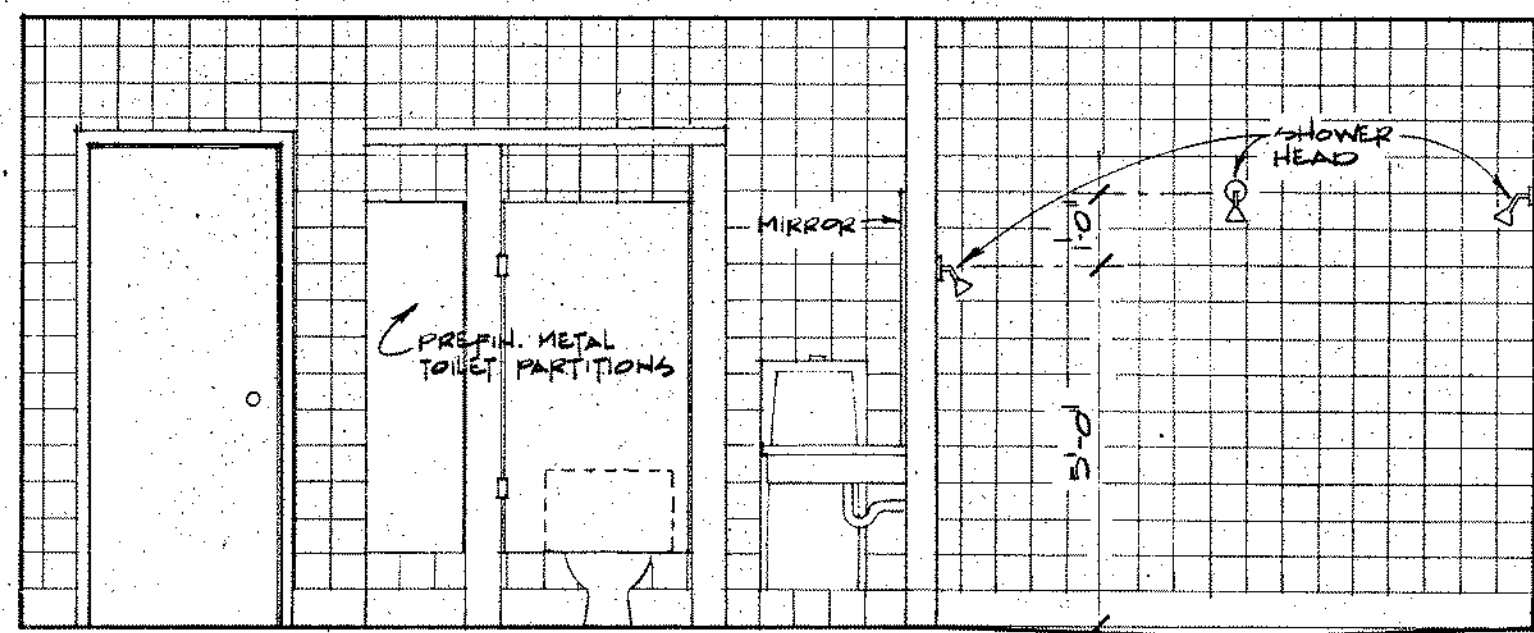 SHOWER
HEAD
MIRROR
1'-0"
PREFIN. METAL
TOILET PARTITIONS
5'-0"